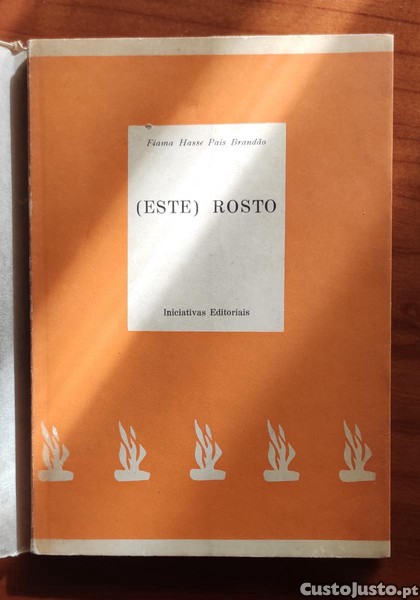 Fiama Hasse Pais Brandão
(ESTE) ROSTO
Iniciativas Editoriais
CustoJusto.pt